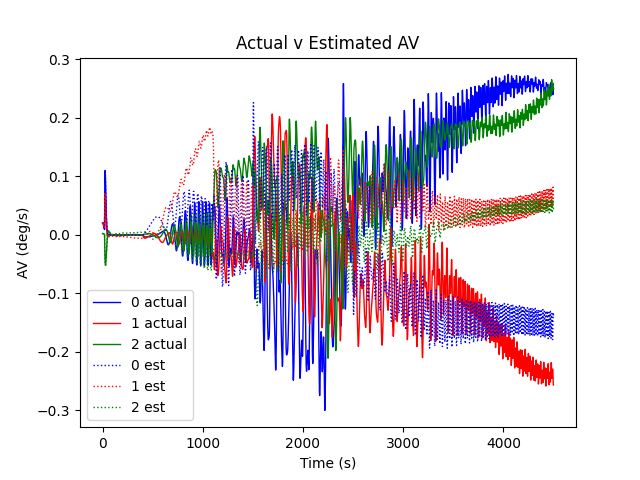 Actual v Estimated AV
AV (deg/s)
0.3
0.2
0.1
0.0
−0.1
−0.2
−0.3
0 actual
1 actual
2 actual
0 est
1 est
2 est
0 1000 2000 3000 4000
Time (s)